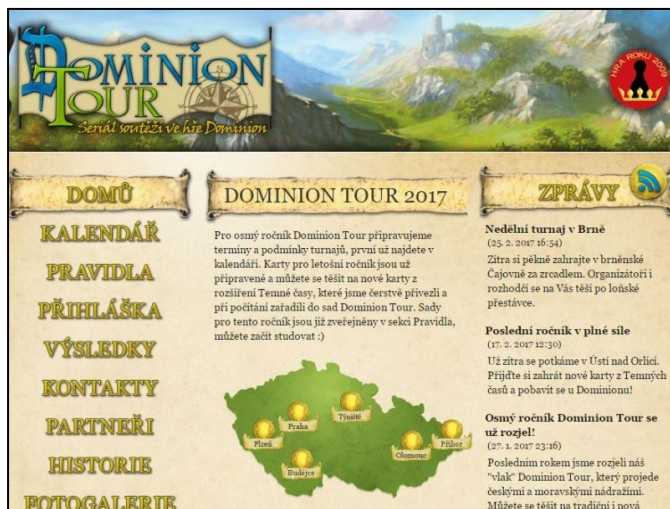 DOMINION
TOUR
Seriál soutěží ve hře Dominion
HRA ROKU 2009
DOMŮ
KALENDÁŘ
PRAVIDLA
PŘIHLÁŠKA
VÝSLEDKY
KONTAKTY
PARTNEŘI
HISTORIE
FOTOGALERIE
DOMINION TOUR 2017
Pro osmý ročník Dominion Tour připravujeme
termíny a podmínky turnajů, první už najdete v
kalendáři. Karty pro letošní ročník jsou už
připravené a můžete se těšit na nové karty z
rozšíření Temné časy, které jsme čerstvě přivezli a
při počítání zařadili do sad Dominion Tour. Sady
pro tento ročník jsou již zveřejněny v sekci Pravidla,
můžete začít studovat :)
Týniště
Praha
Plzeň
Olomouc
Příbor
Budějce
ZPRÁVY
Nedělní turnaj v Brně
(25. 2. 2017 16:54)
Zítra si pěkně zahrajte v brněnské
Čajovně za zrcadlem. Organizátoři i
rozhodčí se na Vás těší po loňské
přestávce.
Poslední ročník v plné síle
(17. 2. 2017 12:30)
Už zítra se potkáme v Ústí nad Orlicí.
Přijďte si zahrát nové karty z Temných
časů a pobavit se u Dominionu!
Osmý ročník Dominion Tour se
už rozjel!
(27. 1. 2017 23:16)
Posledním rokem jsme rozjeli náš
"vlak" Dominion Tour, který projede
českými a moravskými nádražími.
Můžete se těšit na tradiční i nová